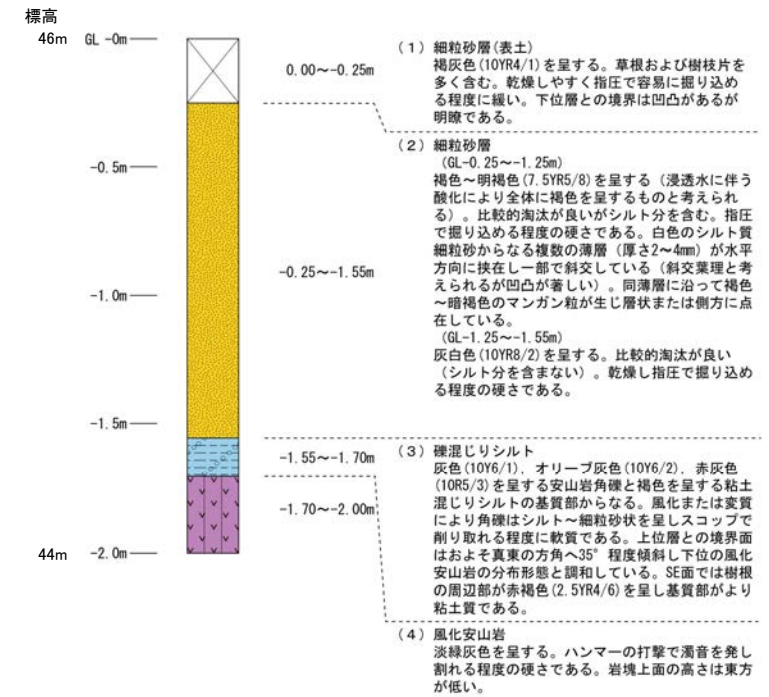 標高
46m GL -0m
-0.5m
-1.0m
-1.5m
44m -2.0m
0.00～-0.25m
-0.25～-1.55m
-1.55～-1.70m
-1.70～-2.00m
(1) 細粒砂層(表土)
褐灰色(10YR4/1)を呈する。草根および樹枝片を
多く含む。乾燥しやすく指圧で容易に掘り込め
る程度に緩い。下位層との境界は凹凸があるが
明瞭である。
(2) 細粒砂層
(GL-0.25～-1.25m)
褐色～明褐色(7.5YR5/8)を呈する（浸透水に伴う
酸化により全体に褐色を呈するものと考えられ
る）。比較的淘汰が良いがシルト分を含む。指圧
で掘り込める程度の硬さである。白色のシルト質
細粒砂からなる複数の薄層（厚さ2～4mm）が水平
方向に挟在し一部で斜交している（斜交葉理と考
えられるが凹凸が著しい）。同薄層に沿って褐色
～暗褐色のマンガン粒が生じ層状または側方に点
在している。
(GL-1.25～-1.55m)
灰白色(10YR8/2)を呈する。比較的淘汰が良い
（シルト分を含まない）。乾燥し指圧で掘り込め
る程度の硬さである。
(3) 礫混じりシルト
灰色(10Y6/1)，オリーブ灰色(10Y6/2)，赤灰色
(10R5/3)を呈する安山岩角礫と褐色を呈する粘土
混じりシルトの基質部からなる。風化または変質
により角礫はシルト～細粒砂状を呈しスコップで
削り取れる程度に軟質である。上位層との境界面
はおよそ真東の方角へ35°程度傾斜し下位の風化
安山岩の分布形態と調和している。SE面では樹根
の周辺部が赤褐色(2.5YR4/6)を呈し基質部がより
粘土質である。
(4) 風化安山岩
淡緑灰色を呈する。ハンマーの打撃で濁音を発し
割れる程度の硬さである。岩塊上面の高さは東方
が低い。